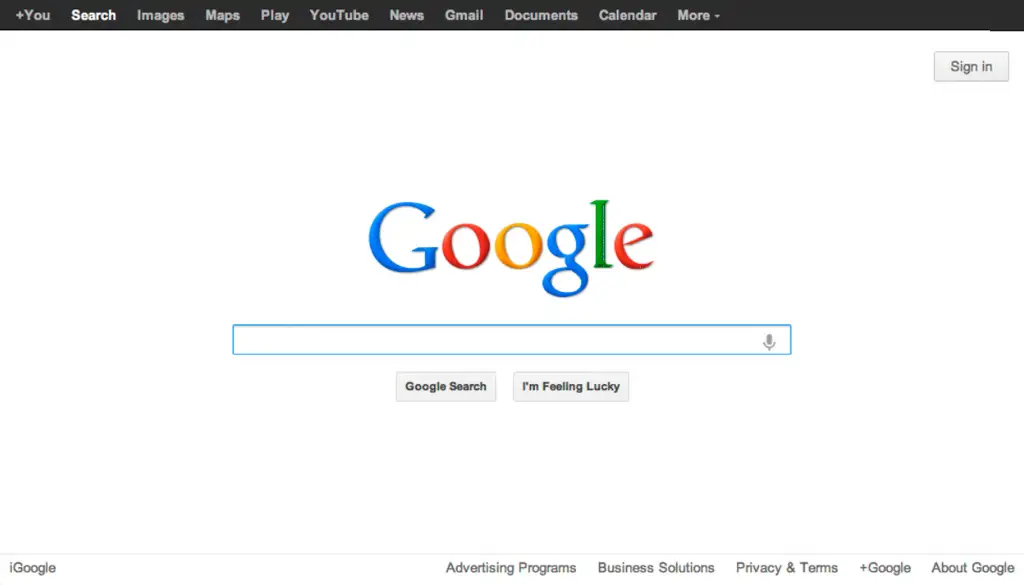 +You Search Images Maps Play YouTube News Gmail Documents Calendar More
Sign in
Google
Google Search I'm Feeling Lucky
iGoogle Advertising Programs Business Solutions Privacy & Terms +Google About Google